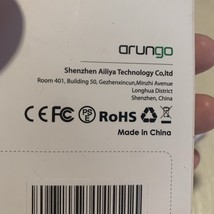 arungo
Shenzhen Ailiya Technology Co,ltd
Room 401, Building 50, Gezhenxincun,Minzhi Avenue
Longhua District
Shenzhen, China
CE FC PSE RoHS
Made in China